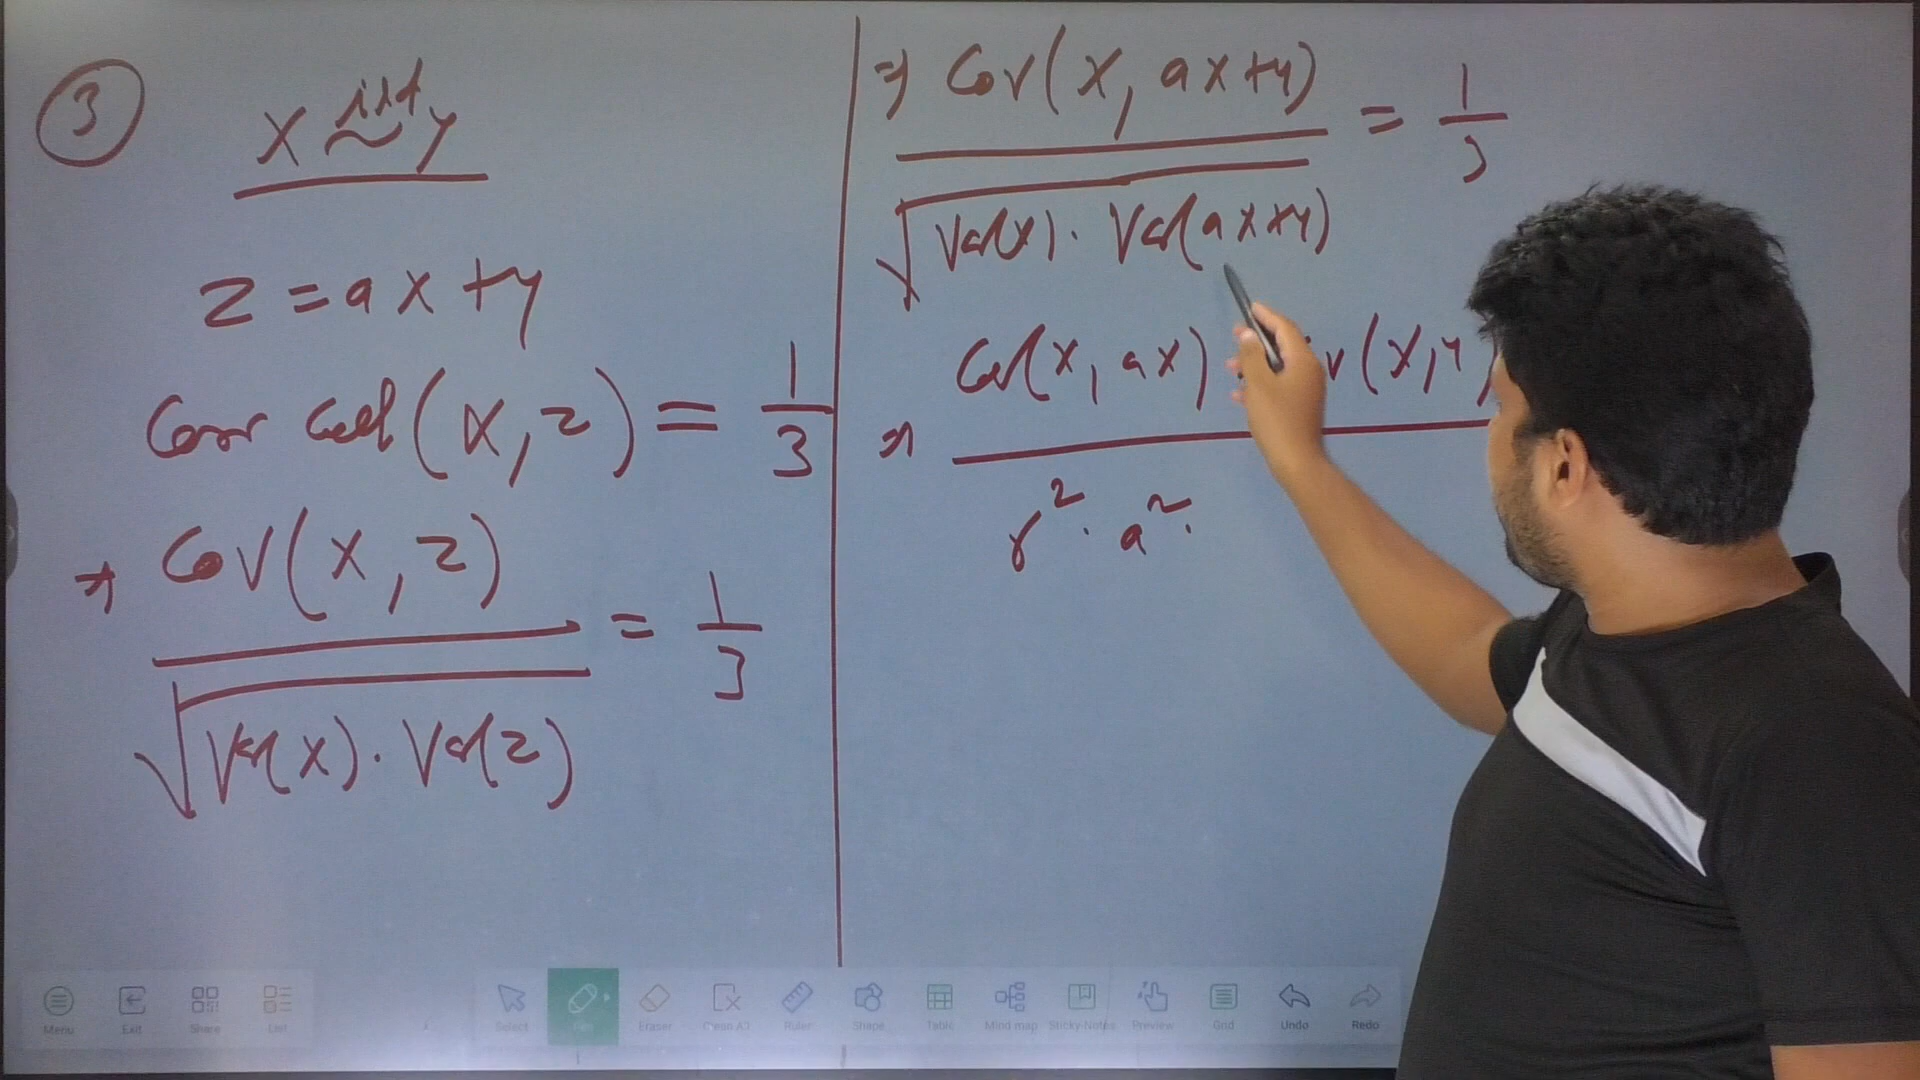 3
X iid ~ Y
Z = aX + Y
Corr Coef (X, Z) = 1/3
⇒ Cov(X, Z) / √(Var(X) · Var(Z)) = 1/3
⇒ Cov(X, aX+Y) / √(Var(X) · Var(aX+Y)) = 1/3
⇒ Cov(X, aX) v(X, Y) / σ² · a² ·
Menu Exit Share List Select Pen Eraser Clean A3 Ruler Shape Table Mind map Sticky-Notes Preview Grid Undo Redo